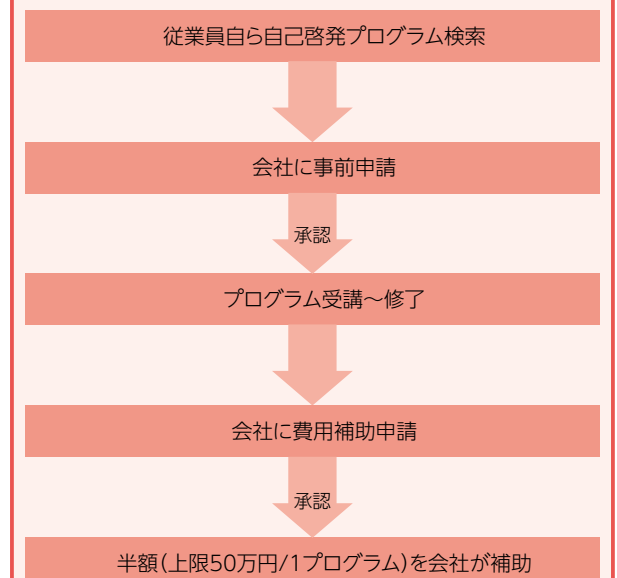 従業員自ら自己啓発プログラム検索
会社に事前申請
承認
プログラム受講～修了
会社に費用補助申請
承認
半額(上限50万円/1プログラム)を会社が補助